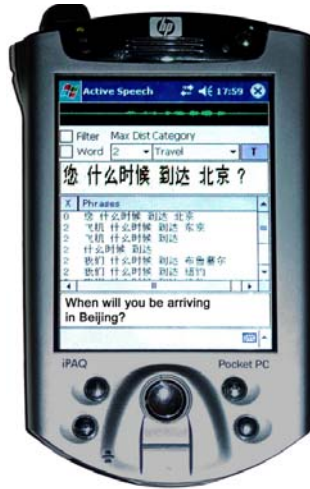 hp
Active Speech 17:59
Filter Max Dist Category
Word 2 Travel T
您 什么时候 到达 北京 ?
X Phrases
0 您 什么时候 到达 北京
2 飞机 什么时候 到达 东京
2 飞机 什么时候 到达
2 什么时候 到达
2 我们 什么时候 到达 布鲁塞尔
2 我们 什么时候 到达 纽约
When will you be arriving
in Beijing?
iPAQ Pocket PC